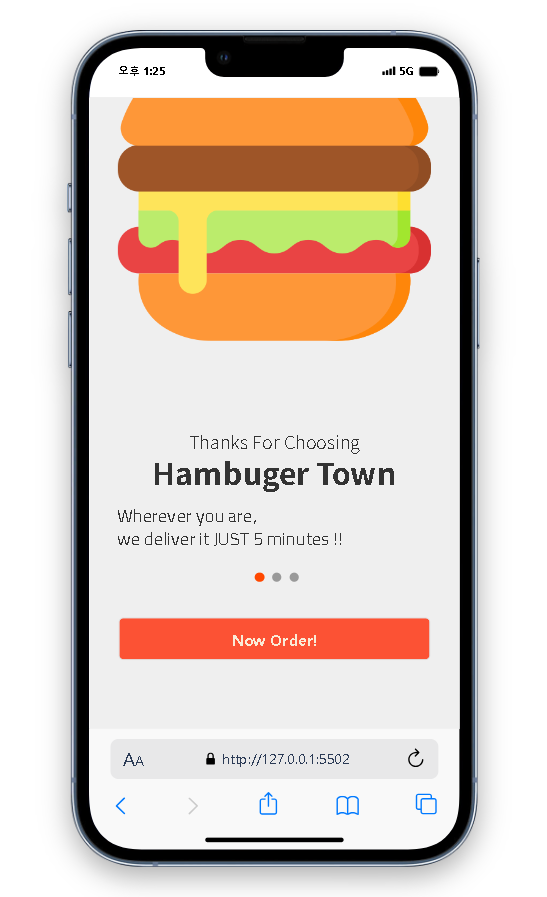 오후 1:25
5G
Thanks For Choosing
Hambuger Town
Wherever you are,
we deliver it JUST 5 minutes !!
Now Order!
AA
http://127.0.0.1:5502